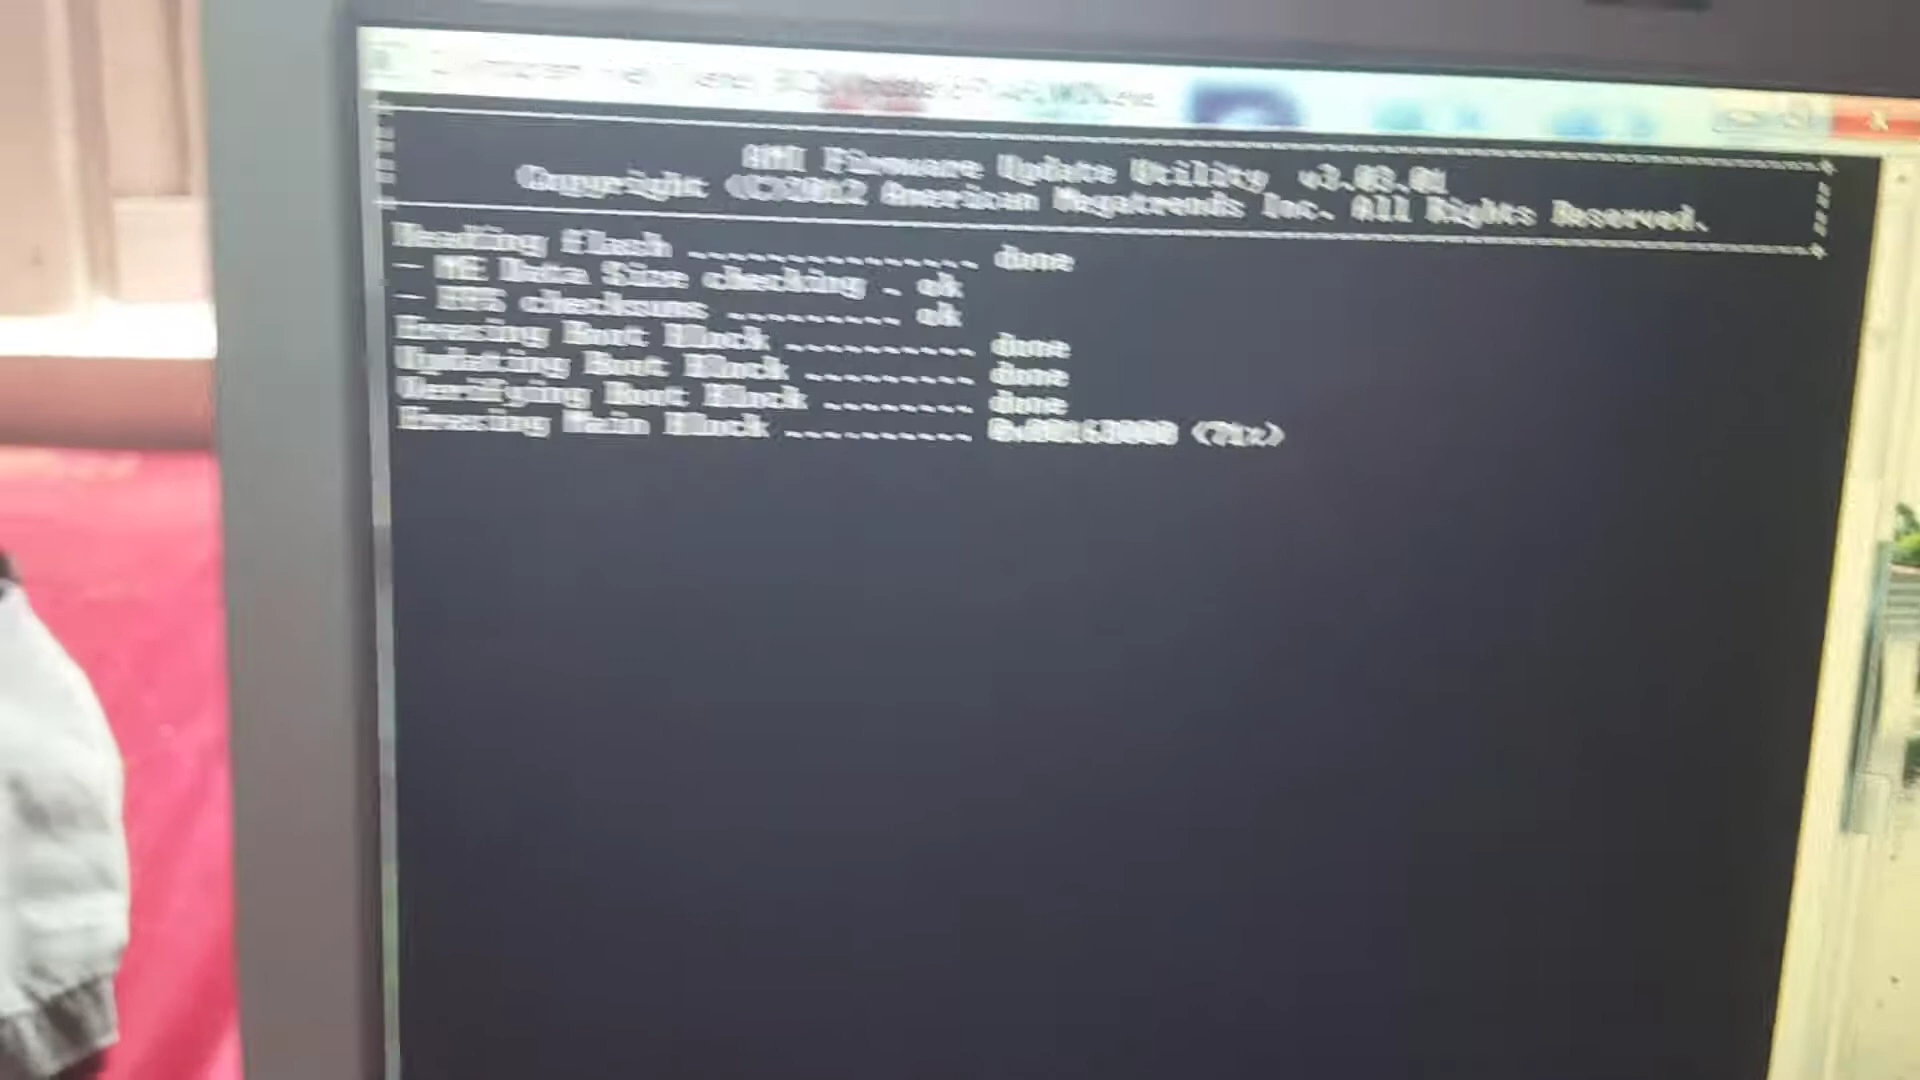 AMI Firmware Update Utility v3.03.01
Copyright (C)2012 American Megatrends Inc. All Rights Reserved.
Reading flash ............... done
- ME Data Size checking . ok
- FFS checksums ......... ok
Erasing Boot Block .......... done
Updating Boot Block ......... done
Verifying Boot Block ........ done
Erasing Main Block .......... 0x00163000 (71%)